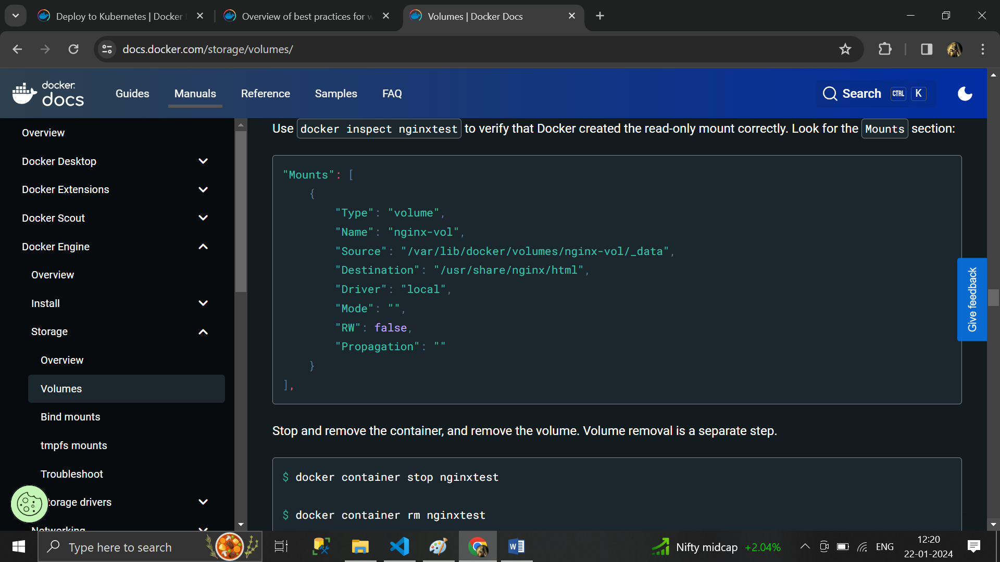 Deploy to Kubernetes | Docker
Overview of best practices for w
Volumes | Docker Docs
docs.docker.com/storage/volumes/
docker
docs
Guides
Manuals
Reference
Samples
FAQ
Search
CTRL
K
Overview
Docker Desktop
Docker Extensions
Docker Scout
Docker Engine
Overview
Install
Storage
Overview
Volumes
Bind mounts
tmpfs mounts
Troubleshoot
torage drivers
Networking
Use docker inspect nginxtest to verify that Docker created the read-only mount correctly. Look for the Mounts section:
"Mounts": [
{
"Type": "volume",
"Name": "nginx-vol",
"Source": "/var/lib/docker/volumes/nginx-vol/_data",
"Destination": "/usr/share/nginx/html",
"Driver": "local",
"Mode": "",
"RW": false,
"Propagation": ""
}
],
Stop and remove the container, and remove the volume. Volume removal is a separate step.
$ docker container stop nginxtest
$ docker container rm nginxtest
Give feedback
Type here to search
Nifty midcap +2.04%
ENG
12:20
22-01-2024